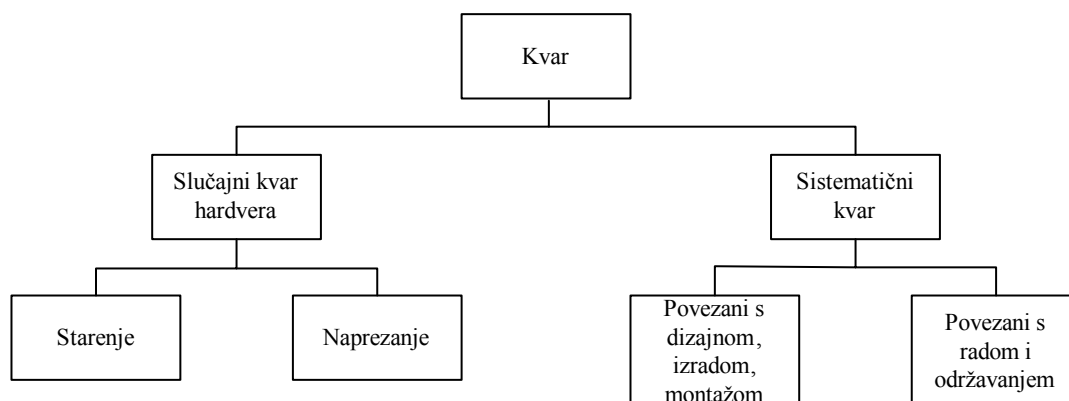 Kvar
Slučajni kvar
hardvera
Sistematični
kvar
Starenje
Naprezanje
Povezani s
dizajnom,
izradom,
montažom
Povezani s
radom i
održavanjem